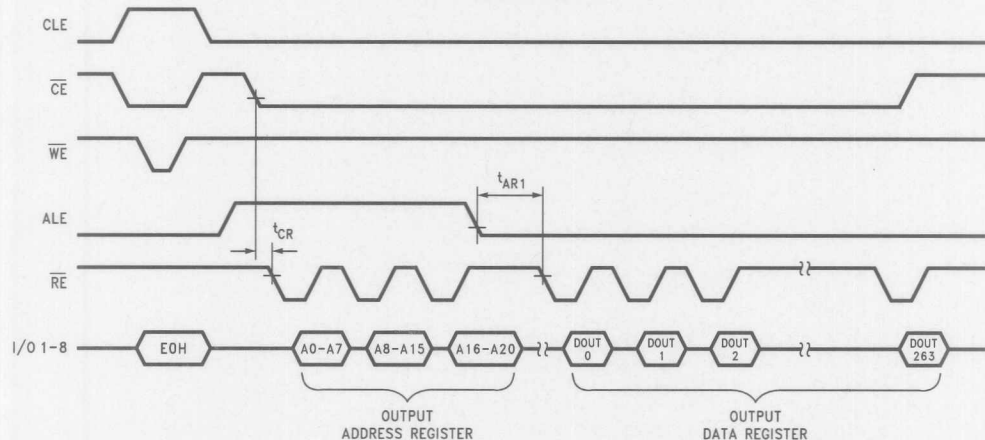 CLE
CE
WE
ALE
tAR1
tCR
RE
I/O 1-8
EOH
A0-A7
A8-A15
A16-A20
DOUT
0
DOUT
1
DOUT
2
DOUT
263
OUTPUT
ADDRESS REGISTER
OUTPUT
DATA REGISTER